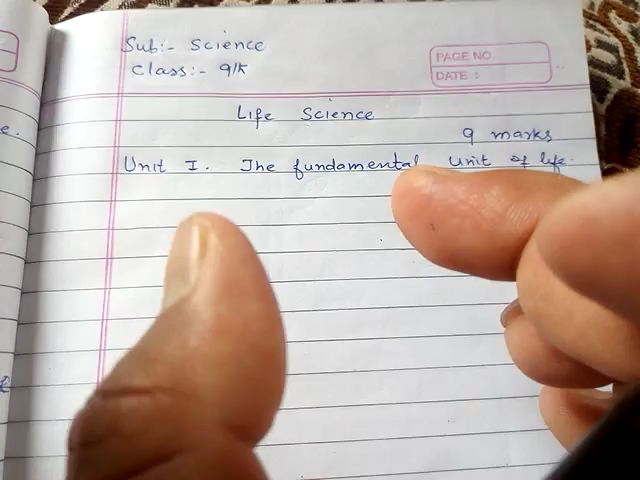 Sub:- Science
Class:- 9th
PAGE NO.
DATE :
Life Science
9 marks
Unit I. The fundamental unit of life.
e.